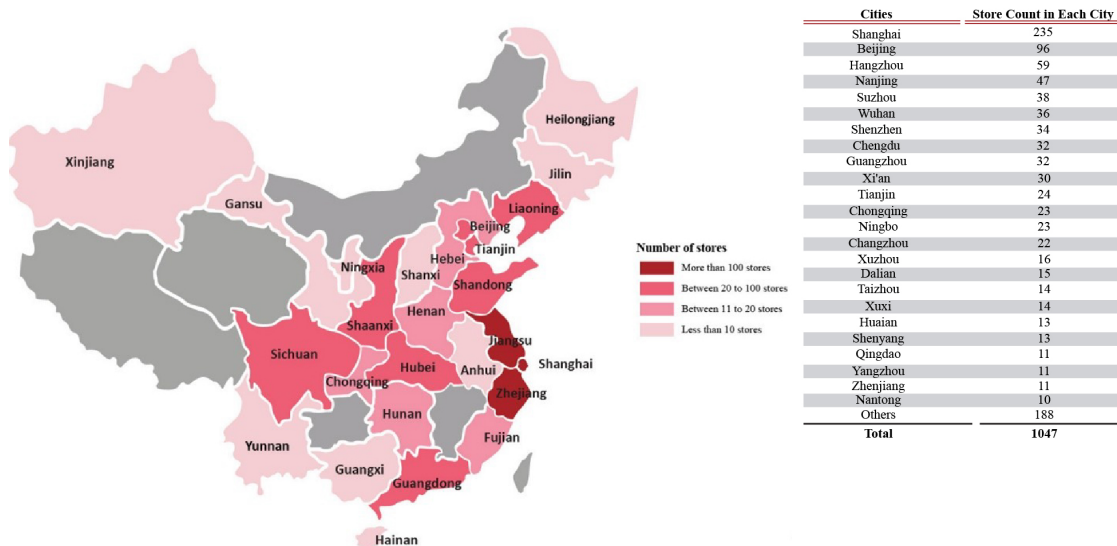 Heilongjiang
Xinjiang
Jilin
Gansu
Liaoning
Beijing
Tianjin
Hebei
Ningxia
Shanxi
Shandong
Henan
Shaanxi
Jiangsu
Sichuan
Shanghai
Hubei
Anhui
Chongqing
Zhejiang
Hunan
Fujian
Yunnan
Guangxi
Guangdong
Hainan
Number of stores
More than 100 stores
Between 20 to 100 stores
Between 11 to 20 stores
Less than 10 stores
Cities Store Count in Each City
Shanghai 235
Beijing 96
Hangzhou 59
Nanjing 47
Suzhou 38
Wuhan 36
Shenzhen 34
Chengdu 32
Guangzhou 32
Xi'an 30
Tianjin 24
Chongqing 23
Ningbo 23
Changzhou 22
Xuzhou 16
Dalian 15
Taizhou 14
Xuxi 14
Huaian 13
Shenyang 13
Qingdao 11
Yangzhou 11
Zhenjiang 11
Nantong 10
Others 188
Total 1047